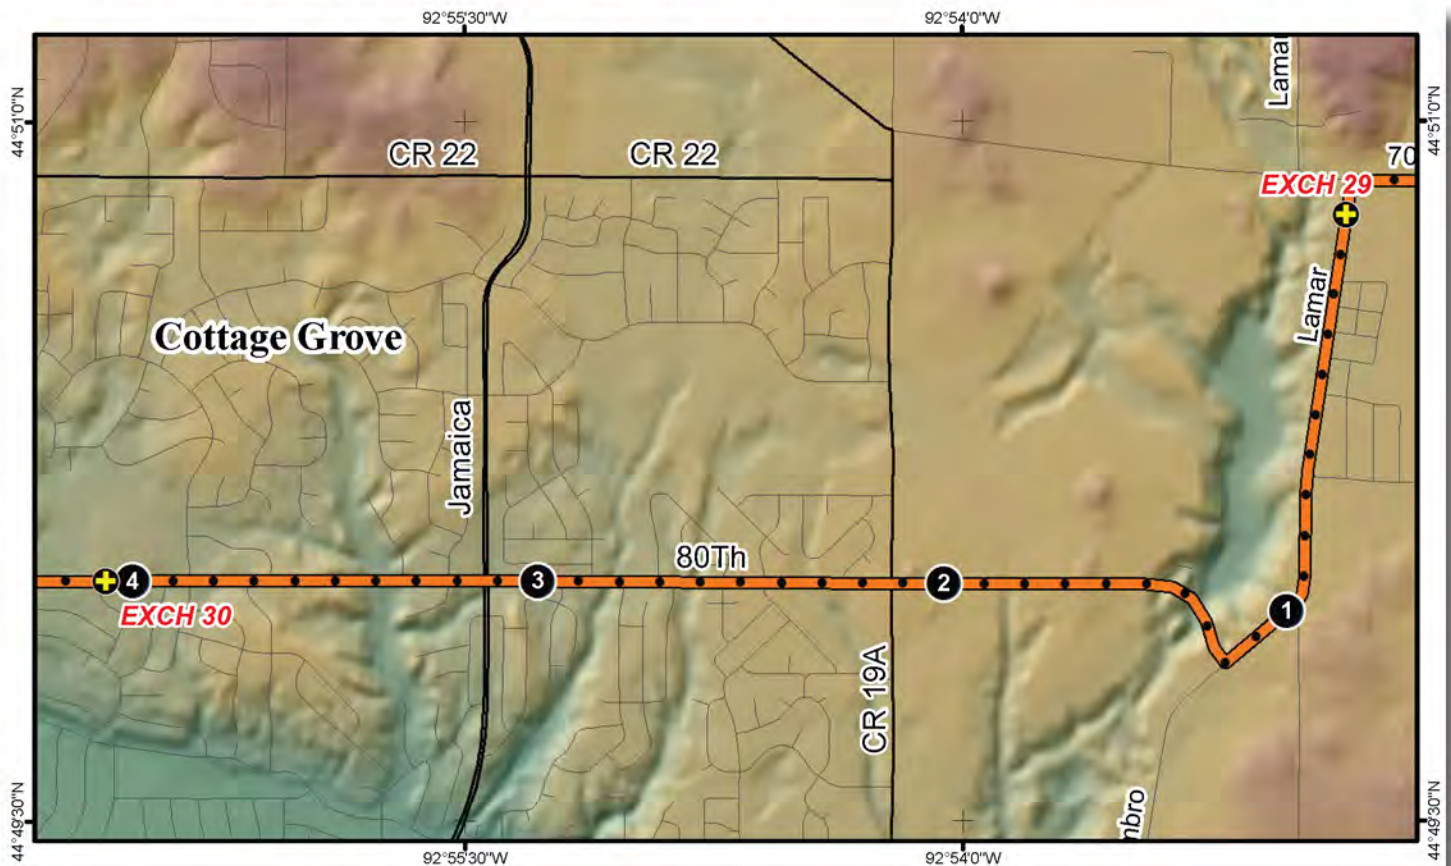 92°55'30"W
92°54'0"W
44°51'0"N
44°51'0"N
Lamar
CR 22
CR 22
70
EXCH 29
Lamar
Cottage Grove
Jamaica
80Th
4
3
2
1
EXCH 30
CR 19A
mbro
44°49'30"N
44°49'30"N
92°55'30"W
92°54'0"W